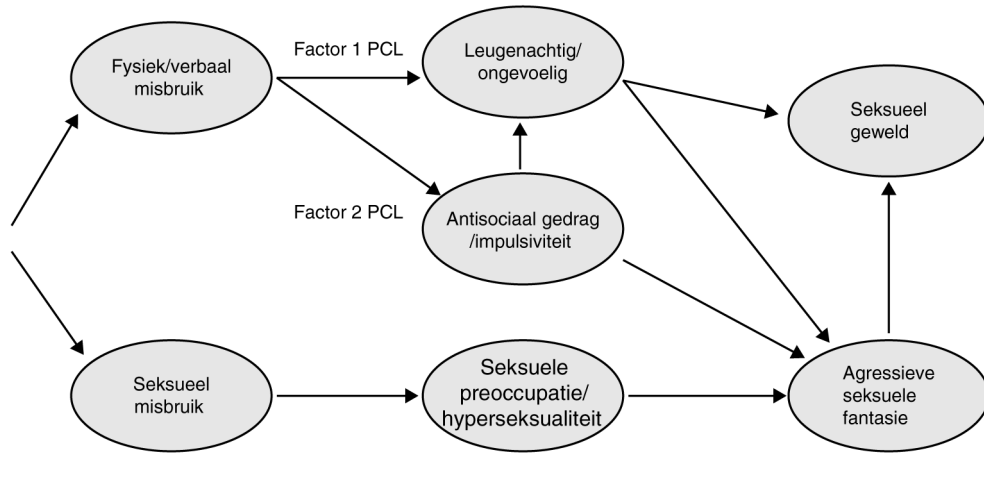 Fysiek/verbaal
misbruik
Factor 1 PCL
Leugenachtig/
ongevoelig
Seksueel
geweld
Factor 2 PCL
Antisociaal gedrag
/impulsiviteit
Seksueel
misbruik
Seksuele
preoccupatie/
hyperseksualiteit
Agressieve
seksuele
fantasie